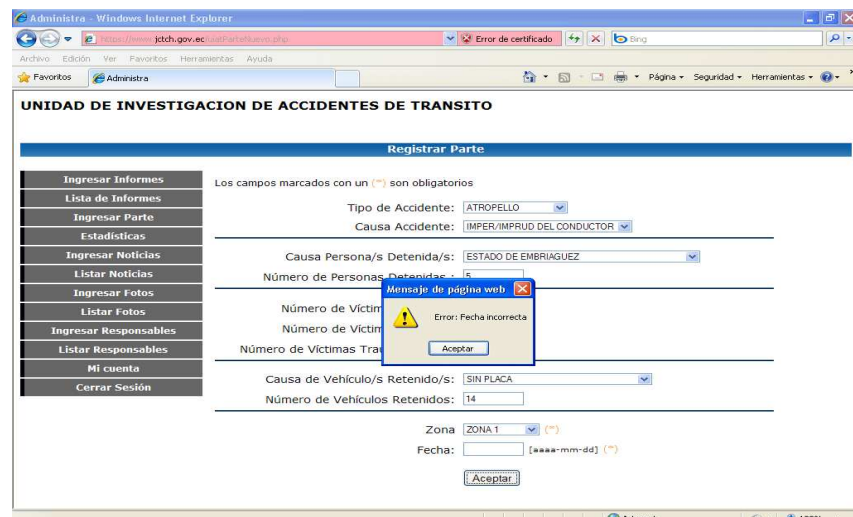 Administra - Windows Internet Explorer
https://www.jctch.gov.ec/
Error de certificado
Bing
Archivo Edición Ver Favoritos Herramientas Ayuda
Favoritos
Administra
Página
Seguridad
Herramientas
UNIDAD DE INVESTIGACION DE ACCIDENTES DE TRANSITO
Registrar Parte
Ingresar Informes
Lista de Informes
Ingresar Parte
Estadísticas
Ingresar Noticias
Listar Noticias
Ingresar Fotos
Listar Fotos
Ingresar Responsables
Listar Responsables
Mi cuenta
Cerrar Sesión
Los campos marcados con un (*) son obligatorios
Tipo de Accidente: ATROPELLO
Causa Accidente: IMPER/IMPRUD DEL CONDUCTOR
Causa Persona/s Detenida/s: ESTADO DE EMBRIAGUEZ
Número de Personas Detenidas : 5
Número de Víctim
Número de Víctim
Número de Víctimas Tra
Mensaje de página web
Error: Fecha incorrecta
Aceptar
Causa de Vehículo/s Retenido/s: SIN PLACA
Número de Vehículos Retenidos: 14
Zona ZONA 1 (*)
Fecha: [aaaa-mm-dd] (*)
Aceptar